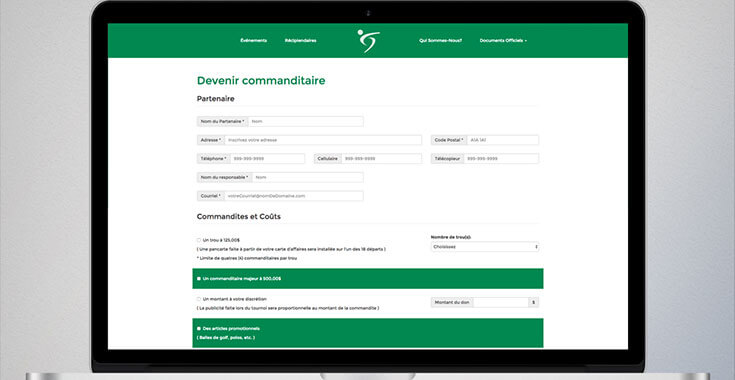 Événements Récipiendaires Qui Sommes-Nous? Documents Officiels
Devenir commanditaire
Partenaire
Nom du Partenaire * Nom
Adresse * Inscrivez votre adresse Code Postal * A1A 1A1
Téléphone * 999-999-9999 Cellulaire 999-999-9999 Télécopieur 999-999-9999
Nom du responsable * Nom
Courriel * votreCourriel@nomDeDomaine.com
Commandites et Coûts
Un trou à 125,00$ Nombre de trou(s):
( Une pancarte faite à partir de votre carte d'affaires sera installée sur l'un des 18 départs ) Choisissez
* Limite de quatres (4) commanditaires par trou
Un commanditaire majeur à 500,00$
Un montant à votre discrétion Montant du don $
( La publicité faite lors du tournoi sera proportionnelle au montant de la commandite )
Des articles promotionnels
( Balles de golf, polos, etc. )